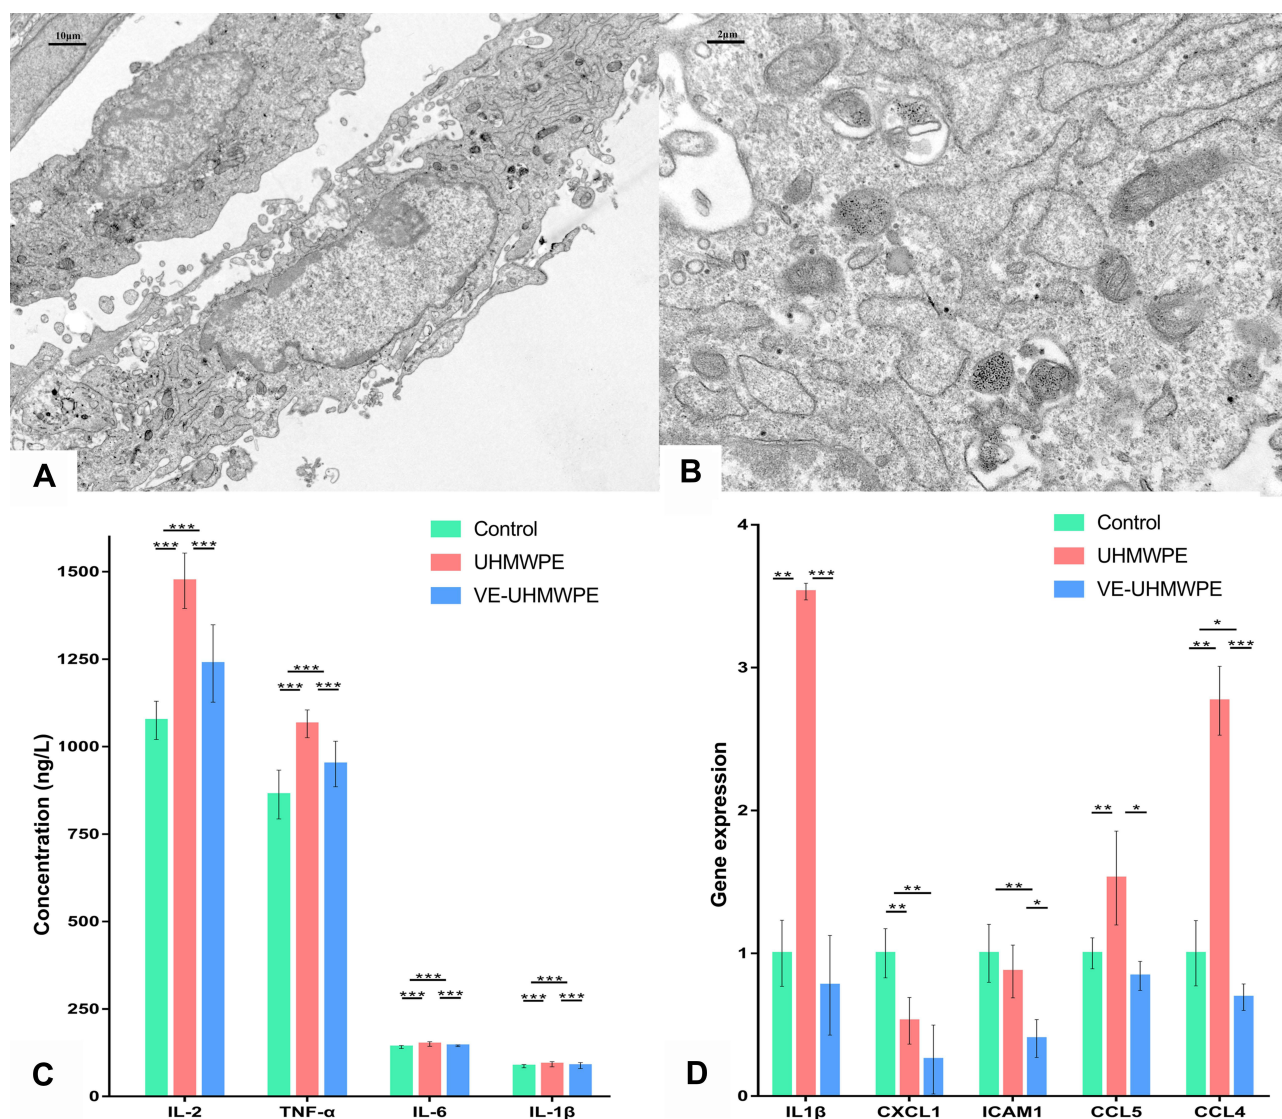 10μm
2μm
A
B
Control
UHMWPE
VE-UHMWPE
Concentration (ng/L)
1500
1250
1000
750
500
250
0
*** *** ***
*** *** ***
*** *** ***
*** *** ***
IL-2 TNF-α IL-6 IL-1β
C
Control
UHMWPE
VE-UHMWPE
Gene expression
4
3
2
1
0
** ***
** **
** *
** *
* ** ***
IL1β CXCL1 ICAM1 CCL5 CCL4
D